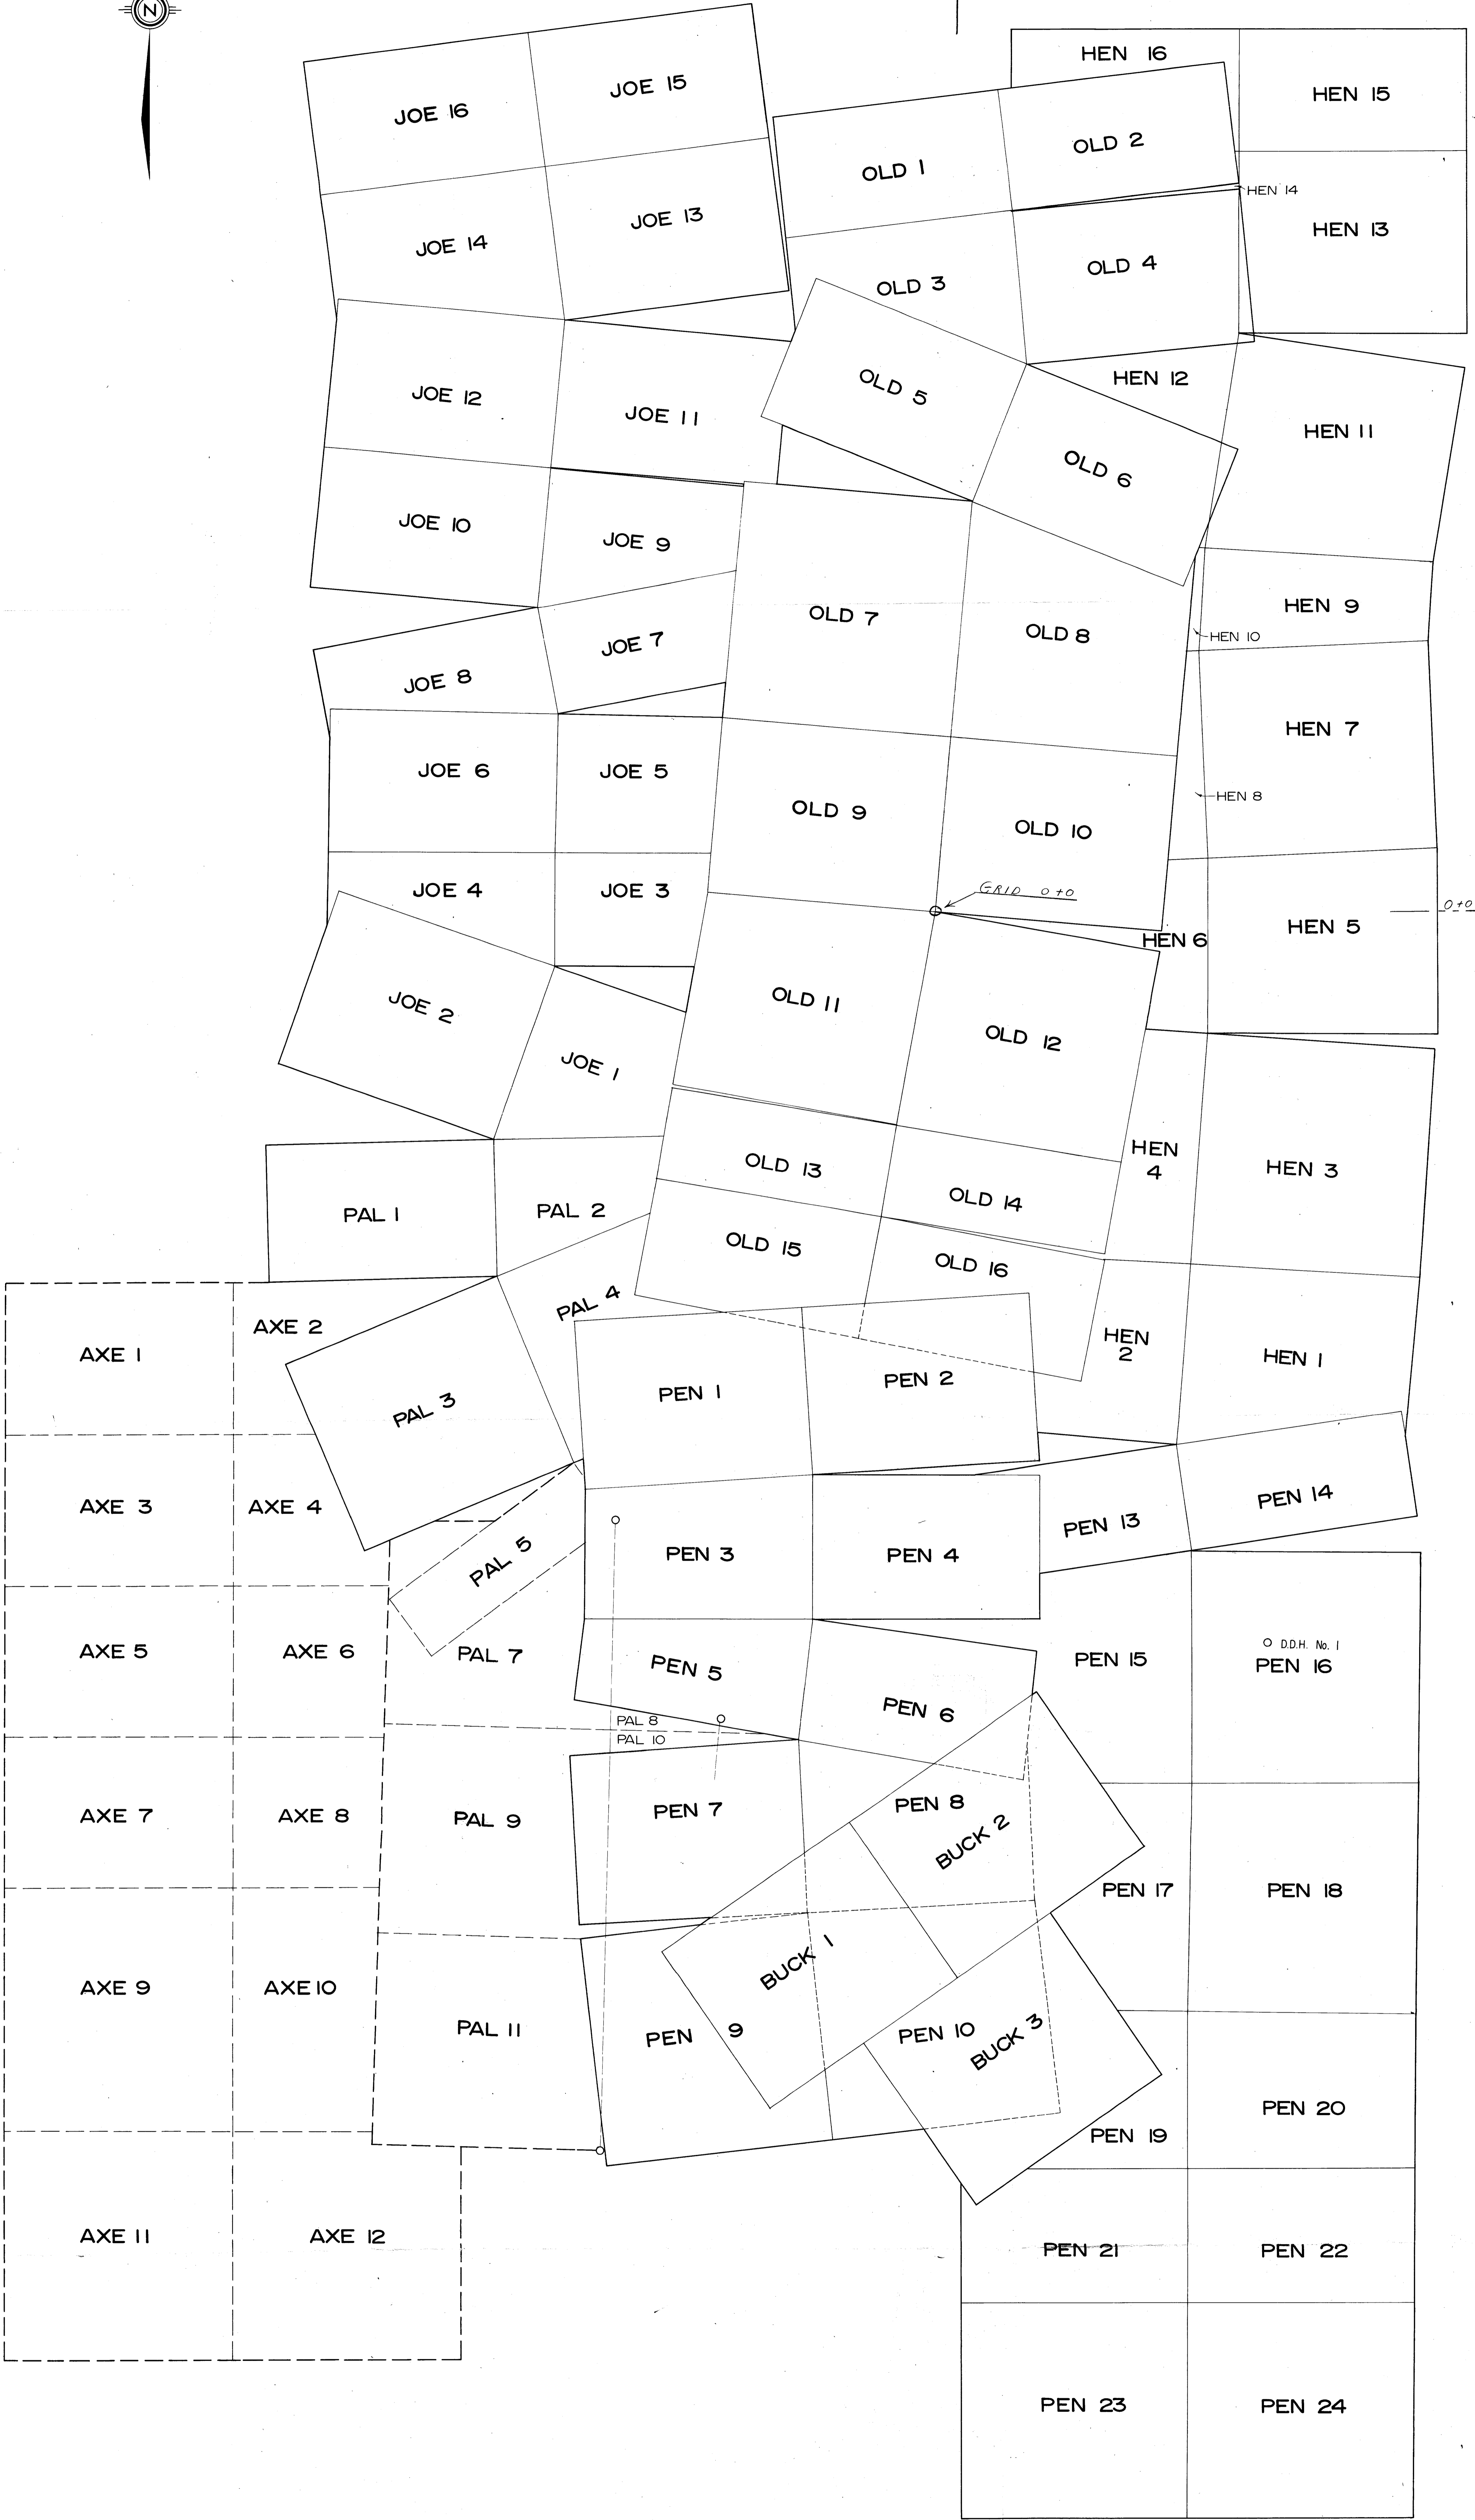 N
HEN 16
JOE 15
HEN 15
JOE 16
OLD 2
OLD 1
HEN 14
JOE 13
HEN 13
JOE 14
OLD 4
OLD 3
HEN 12
OLD 5
JOE 12
JOE 11
HEN 11
OLD 6
JOE 10
JOE 9
HEN 9
OLD 7
OLD 8
HEN 10
JOE 7
JOE 8
HEN 7
JOE 6
JOE 5
HEN 8
OLD 9
OLD 10
JOE 4
JOE 3
GRID 0+0
0+0
HEN 5
HEN 6
JOE 2
OLD 11
OLD 12
JOE 1
HEN
4
HEN 3
OLD 13
OLD 14
PAL 1
PAL 2
OLD 15
OLD 16
PAL 4
AXE 2
AXE 1
HEN
2
HEN 1
PEN 2
PEN 1
PAL 3
PEN 14
AXE 3
AXE 4
PEN 13
PEN 3
PEN 4
PAL 5
D.D.H. No. 1
AXE 5
AXE 6
PAL 7
PEN 5
PEN 15
PEN 16
PEN 6
PAL 8
PAL 10
PEN 8
AXE 7
AXE 8
PAL 9
PEN 7
BUCK 2
PEN 17
PEN 18
BUCK 1
AXE 9
AXE 10
PAL 11
PEN 9
PEN 10
BUCK 3
PEN 20
PEN 19
AXE 11
AXE 12
PEN 21
PEN 22
PEN 23
PEN 24